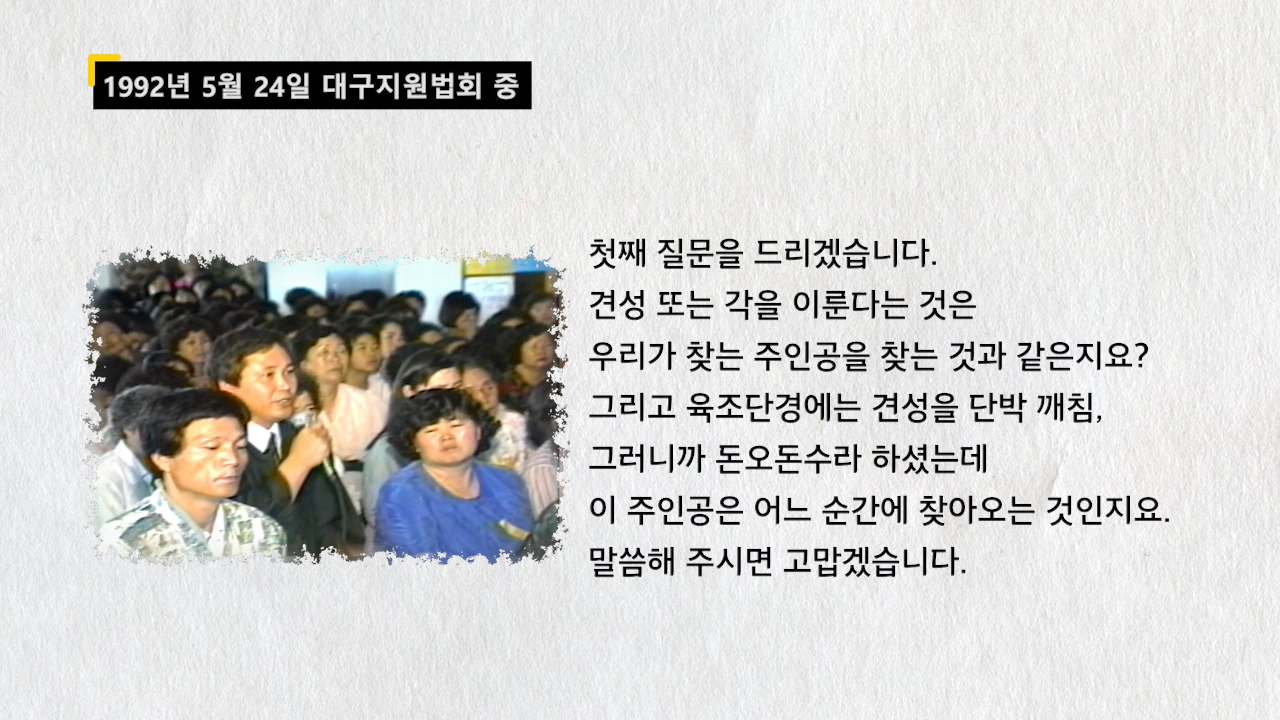 1992년 5월 24일 대구지원법회 중
첫째 질문을 드리겠습니다.
견성 또는 각을 이룬다는 것은
우리가 찾는 주인공을 찾는 것과 같은지요?
그리고 육조단경에는 견성을 단박 깨침,
그러니까 돈오돈수라 하셨는데
이 주인공은 어느 순간에 찾아오는 것인지요.
말씀해 주시면 고맙겠습니다.